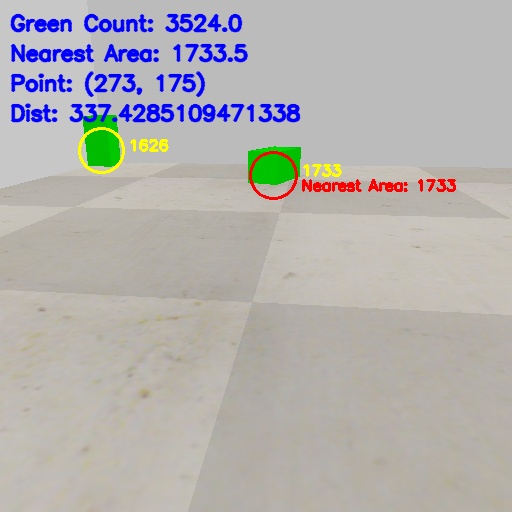 Green Count: 3524.0
Nearest Area: 1733.5
Point: (273, 175)
Dist: 337.4285109471338
1626
1733
Nearest Area: 1733